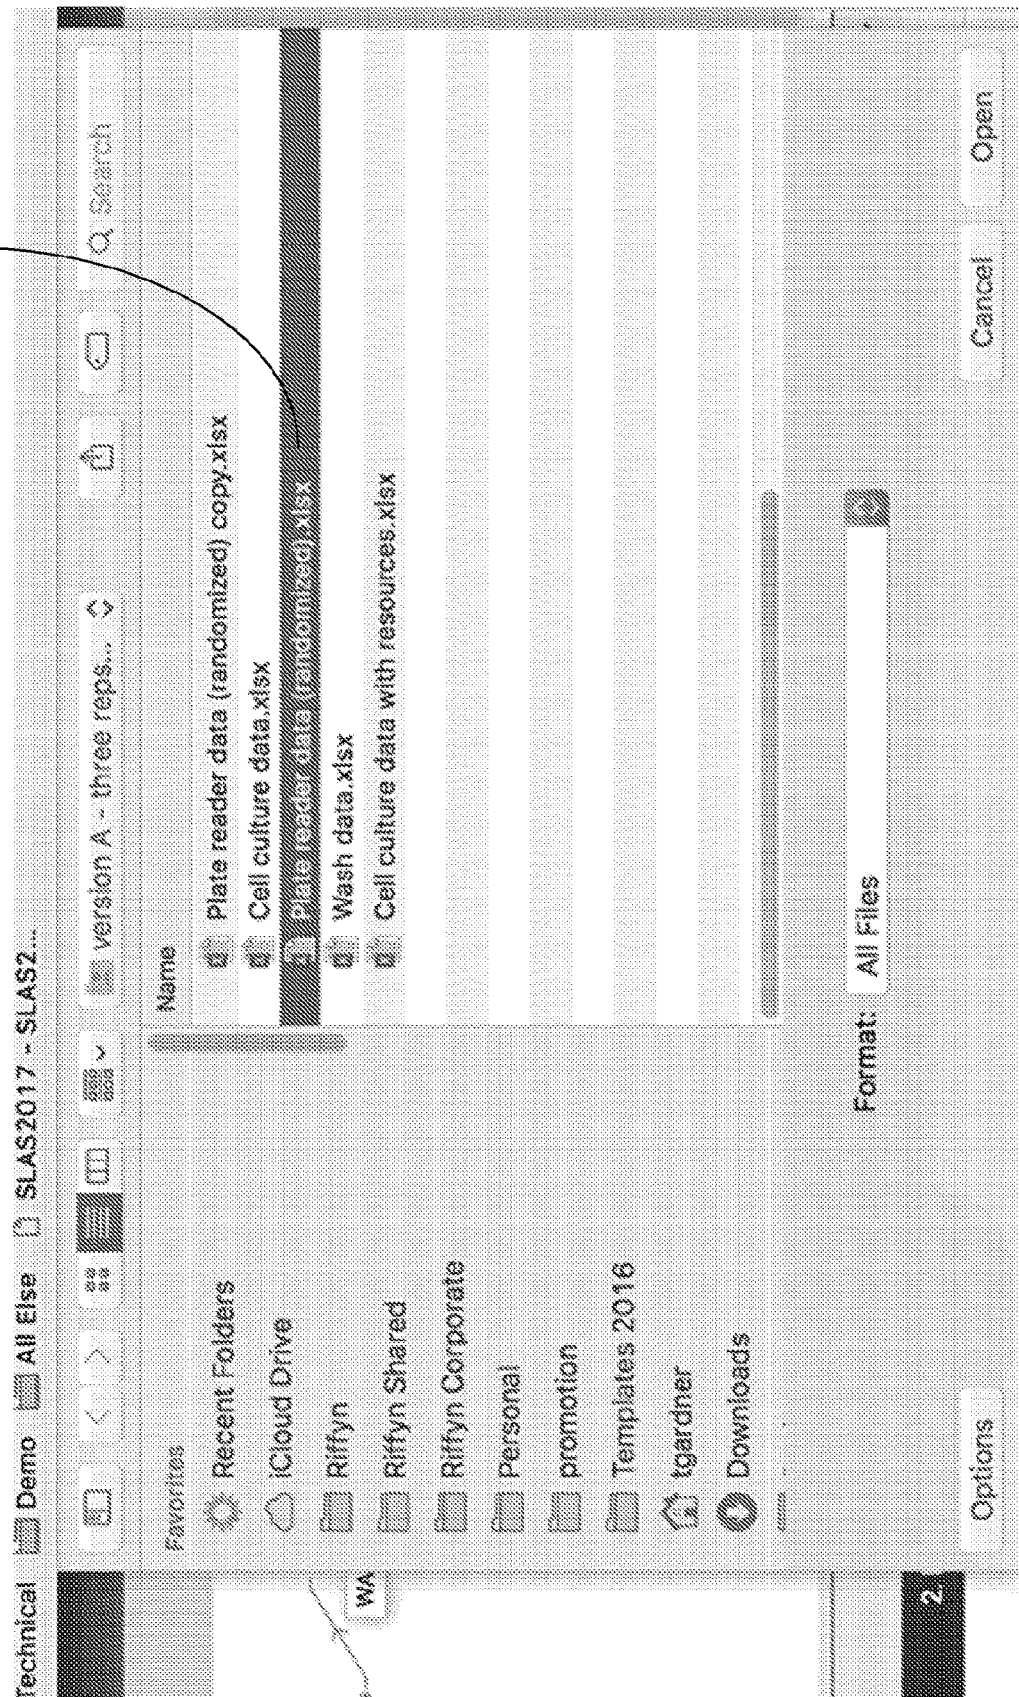 Technical Demo All Else SLAS2017 - SLAS2...
version A - three reps...
Search
Favorites
Recent Folders
iCloud Drive
Riffyn
Riffyn Shared
Riffyn Corporate
Personal
promotion
Templates 2016
tgardner
Downloads
Name
Plate reader data (randomized) copy.xlsx
Cell culture data.xlsx
Plate reader data (randomized).xlsx
Wash data.xlsx
Cell culture data with resources.xlsx
WA
Format: All Files
2.
Options
Cancel
Open